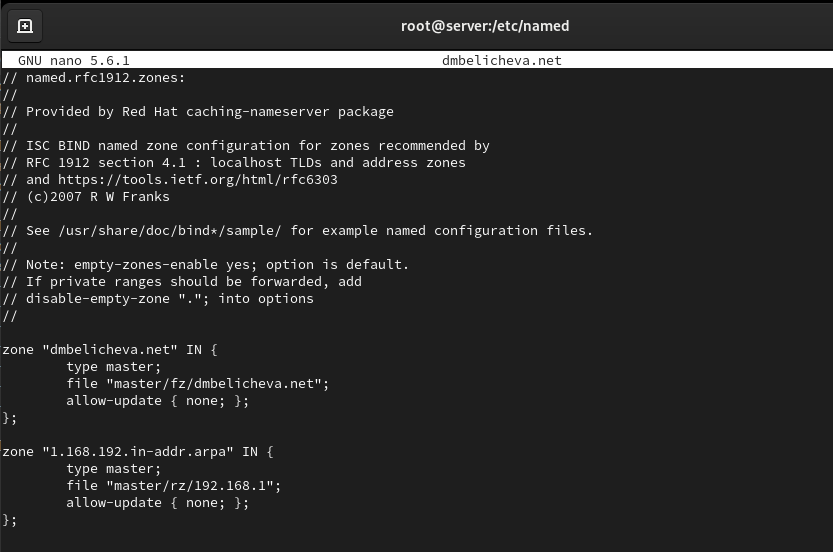 root@server:/etc/named
GNU nano 5.6.1 dmbelicheva.net
// named.rfc1912.zones:
//
// Provided by Red Hat caching-nameserver package
//
// ISC BIND named zone configuration for zones recommended by
// RFC 1912 section 4.1 : localhost TLDs and address zones
// and https://tools.ietf.org/html/rfc6303
// (c)2007 R W Franks
//
// See /usr/share/doc/bind*/sample/ for example named configuration files.
//
// Note: empty-zones-enable yes; option is default.
// If private ranges should be forwarded, add
// disable-empty-zone "."; into options
//
zone "dmbelicheva.net" IN {
        type master;
        file "master/fz/dmbelicheva.net";
        allow-update { none; };
};
zone "1.168.192.in-addr.arpa" IN {
        type master;
        file "master/rz/192.168.1";
        allow-update { none; };
};